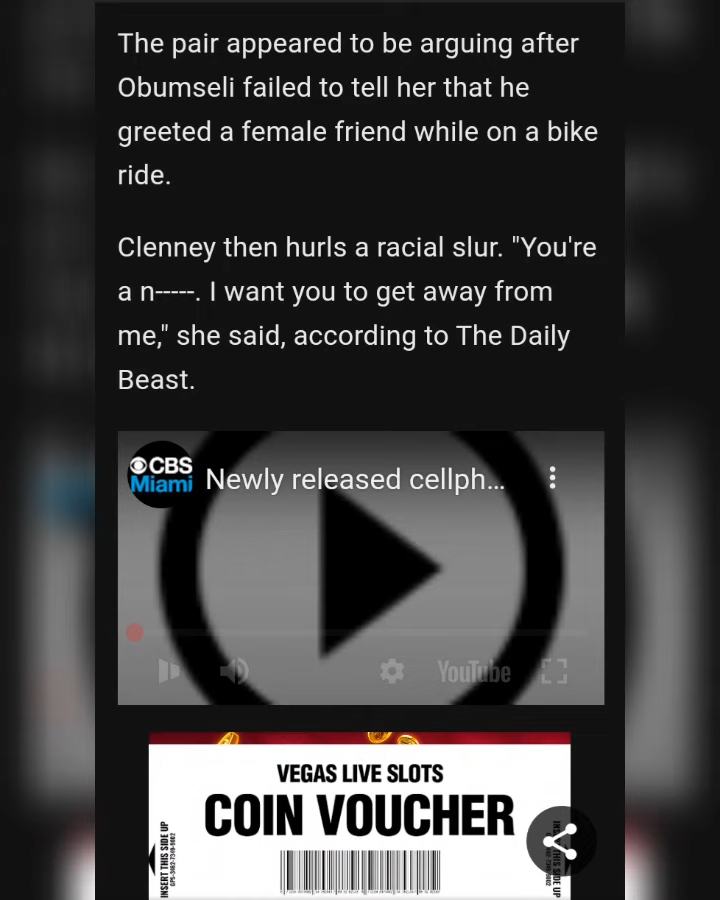 The pair appeared to be arguing after
Obumseli failed to tell her that he
greeted a female friend while on a bike
ride.
Clenney then hurls a racial slur. "You're
a n-----. I want you to get away from
me," she said, according to The Daily
Beast.
CBS
Miami
Newly released cellph...
YouTube
VEGAS LIVE SLOTS
COIN VOUCHER
INSERT THIS SIDE UP